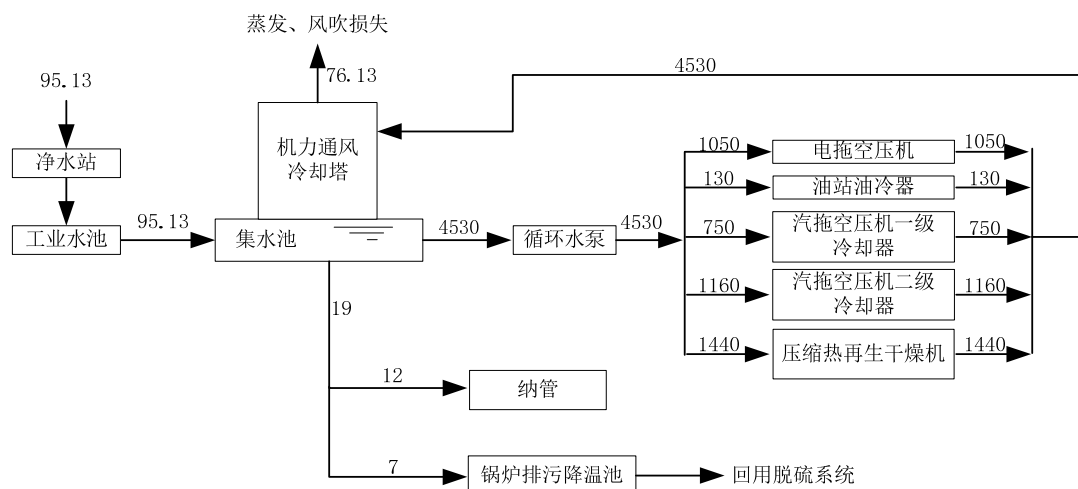 蒸发、风吹损失
76.13
4530
95.13
净水站
工业水池
95.13
机力通风
冷却塔
集水池
4530
循环水泵
4530
1050
电拖空压机
1050
130
油站油冷器
130
750
汽拖空压机一级
冷却器
750
1160
汽拖空压机二级
冷却器
1160
1440
压缩热再生干燥机
1440
19
12
纳管
7
锅炉排污降温池
回用脱硫系统